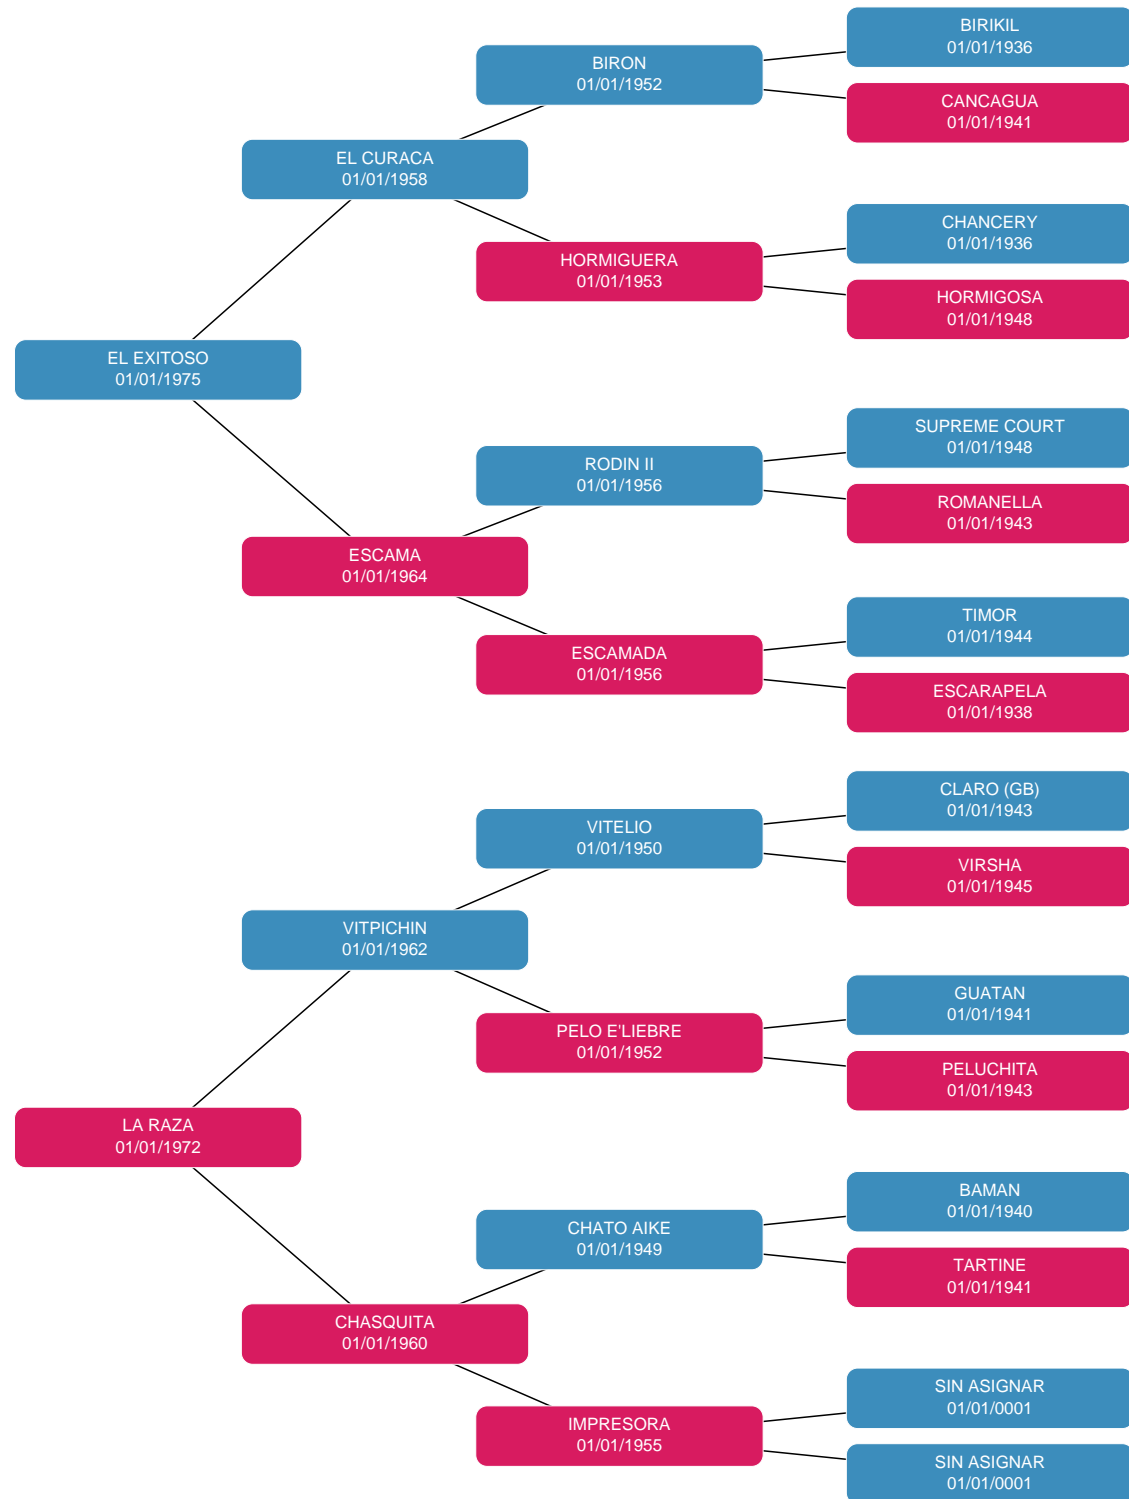 BIRIKIL
01/01/1936
BIRON
01/01/1952
CANCAGUA
01/01/1941
EL CURACA
01/01/1958
CHANCERY
01/01/1936
HORMIGUERA
01/01/1953
HORMIGOSA
01/01/1948
EL EXITOSO
01/01/1975
SUPREME COURT
01/01/1948
RODIN II
01/01/1956
ROMANELLA
01/01/1943
ESCAMA
01/01/1964
TIMOR
01/01/1944
ESCAMADA
01/01/1956
ESCARAPELA
01/01/1938
CLARO (GB)
01/01/1943
VITELIO
01/01/1950
VIRSHA
01/01/1945
VITPICHIN
01/01/1962
GUATAN
01/01/1941
PELO E'LIEBRE
01/01/1952
PELUCHITA
01/01/1943
LA RAZA
01/01/1972
BAMAN
01/01/1940
CHATO AIKE
01/01/1949
TARTINE
01/01/1941
CHASQUITA
01/01/1960
SIN ASIGNAR
01/01/0001
IMPRESORA
01/01/1955
SIN ASIGNAR
01/01/0001